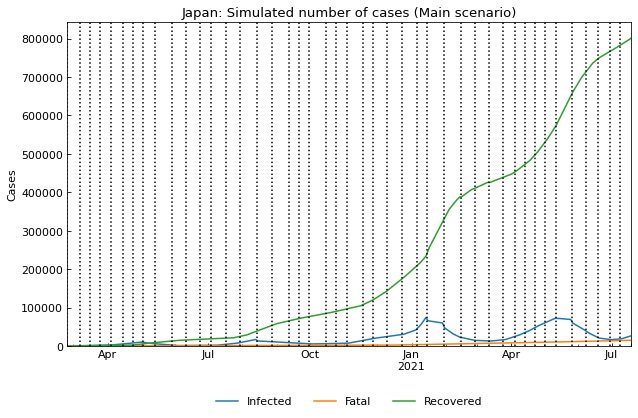 Japan: Simulated number of cases (Main scenario)
800000
700000
600000
500000
400000
300000
200000
100000
0
Cases
Apr Jul Oct Jan Apr Jul
2021
Infected Fatal Recovered